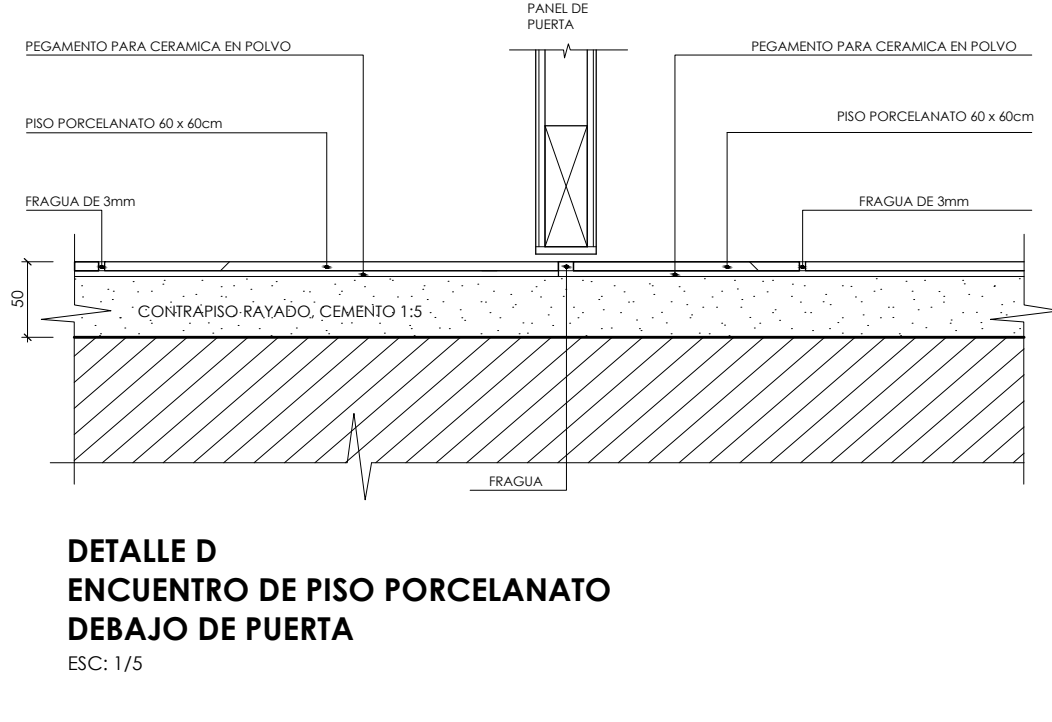 PANEL DE
PUERTA
PEGAMENTO PARA CERAMICA EN POLVO
PEGAMENTO PARA CERAMICA EN POLVO
PISO PORCELANATO 60 x 60cm
PISO PORCELANATO 60 x 60cm
FRAGUA DE 3mm
FRAGUA DE 3mm
50
CONTRAPISO RAYADO, CEMENTO 1:5
FRAGUA
DETALLE D
ENCUENTRO DE PISO PORCELANATO
DEBAJO DE PUERTA
ESC: 1/5